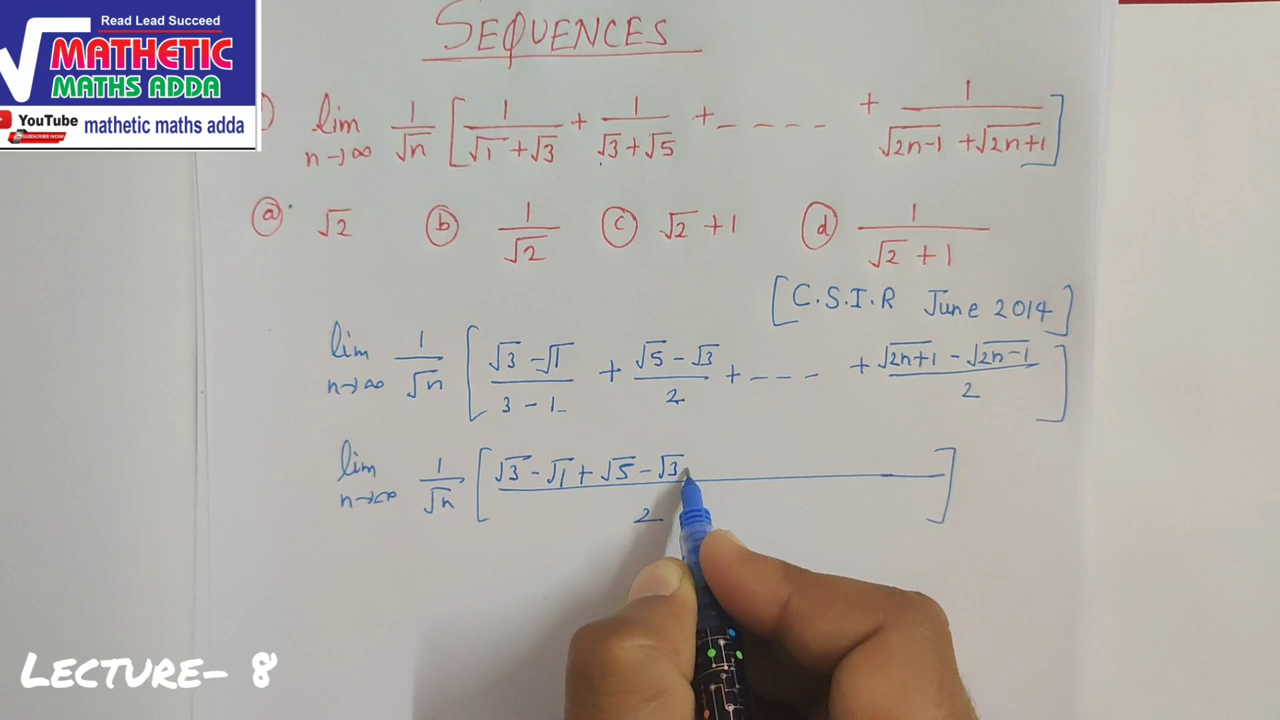 Read Lead Succeed
MATHETIC
MATHS ADDA
YouTube mathetic maths adda
SUBSCRIBE NOW
SEQUENCES
) lim n→∞ 1/√n [ 1/(√1 + √3) + 1/(√3 + √5) + ---- + 1/(√2n-1 + √2n+1) ]
(a) √2 (b) 1/√2 (c) √2 + 1 (d) 1/(√2 + 1)
[C.S.I.R June 2014]
lim n→∞ 1/√n [ (√3 - √1)/(3 - 1) + (√5 - √3)/2 + ---- + (√2n+1 - √2n-1)/2 ]
lim n→∞ 1/√n [ (√3 - √1 + √5 - √3)/2 ]
LECTURE- 8